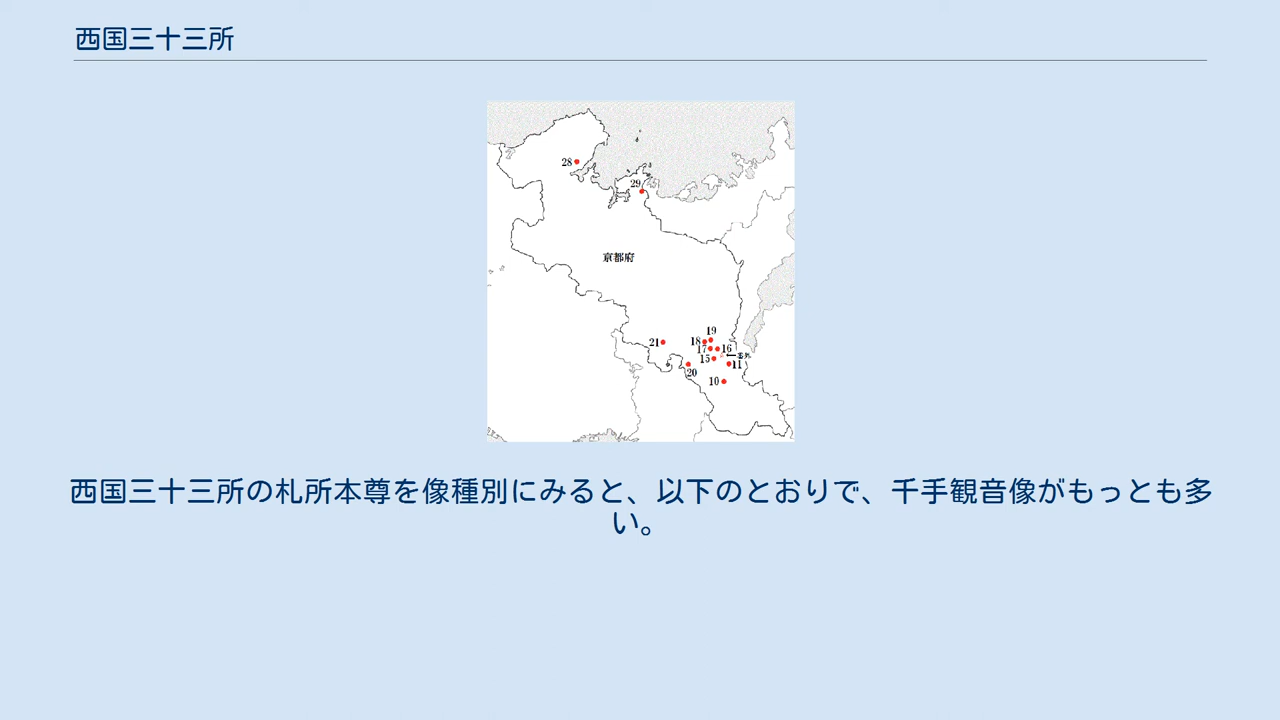 西国三十三所
28
29
京都府
19
21
18
17
16
番外
15
11
20
10
西国三十三所の札所本尊を像種別にみると、以下のとおりで、千手観音像がもっとも多
い。